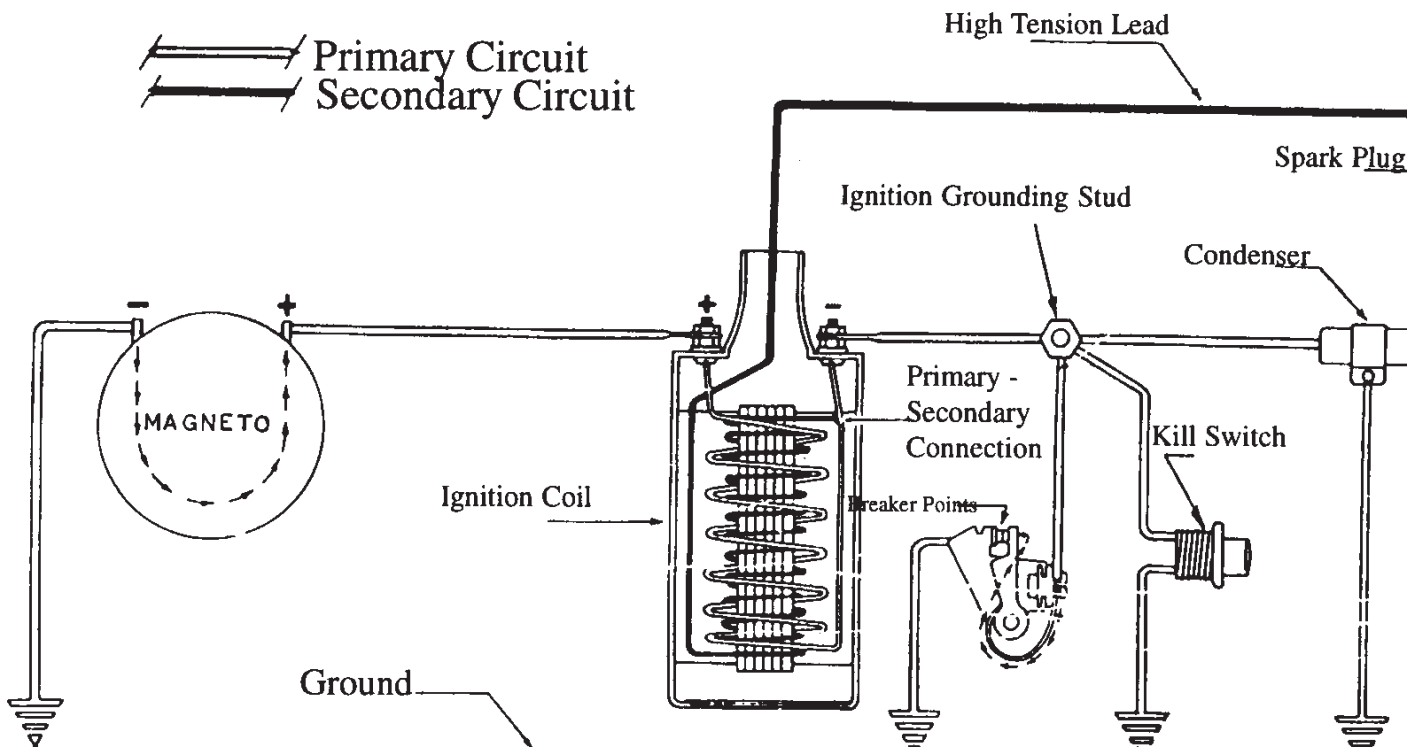 High Tension Lead
Primary Circuit
Secondary Circuit
Spark Plug
Ignition Grounding Stud
Condenser
- +
+ -
MAGNETO
Primary -
Secondary
Connection
Kill Switch
Ignition Coil
Breaker Points
Ground